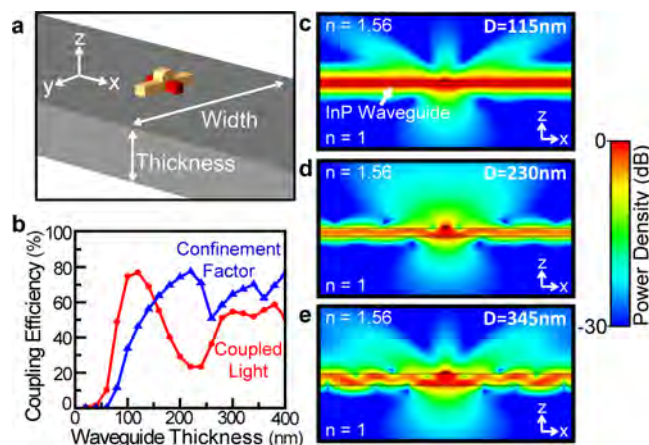 a
z
y
x
Width
Thickness
b
Coupling Efficiency (%)
100
80
60
40
20
0
Confinement
Factor
Coupled
Light
0 100 200 300 400
Waveguide Thickness (nm)
c
n = 1.56 D=115nm
InP Waveguide
n = 1
z
x
d
n = 1.56 D=230nm
n = 1
z
x
e
n = 1.56 D=345nm
n = 1
z
x
0
-30
Power Density (dB)